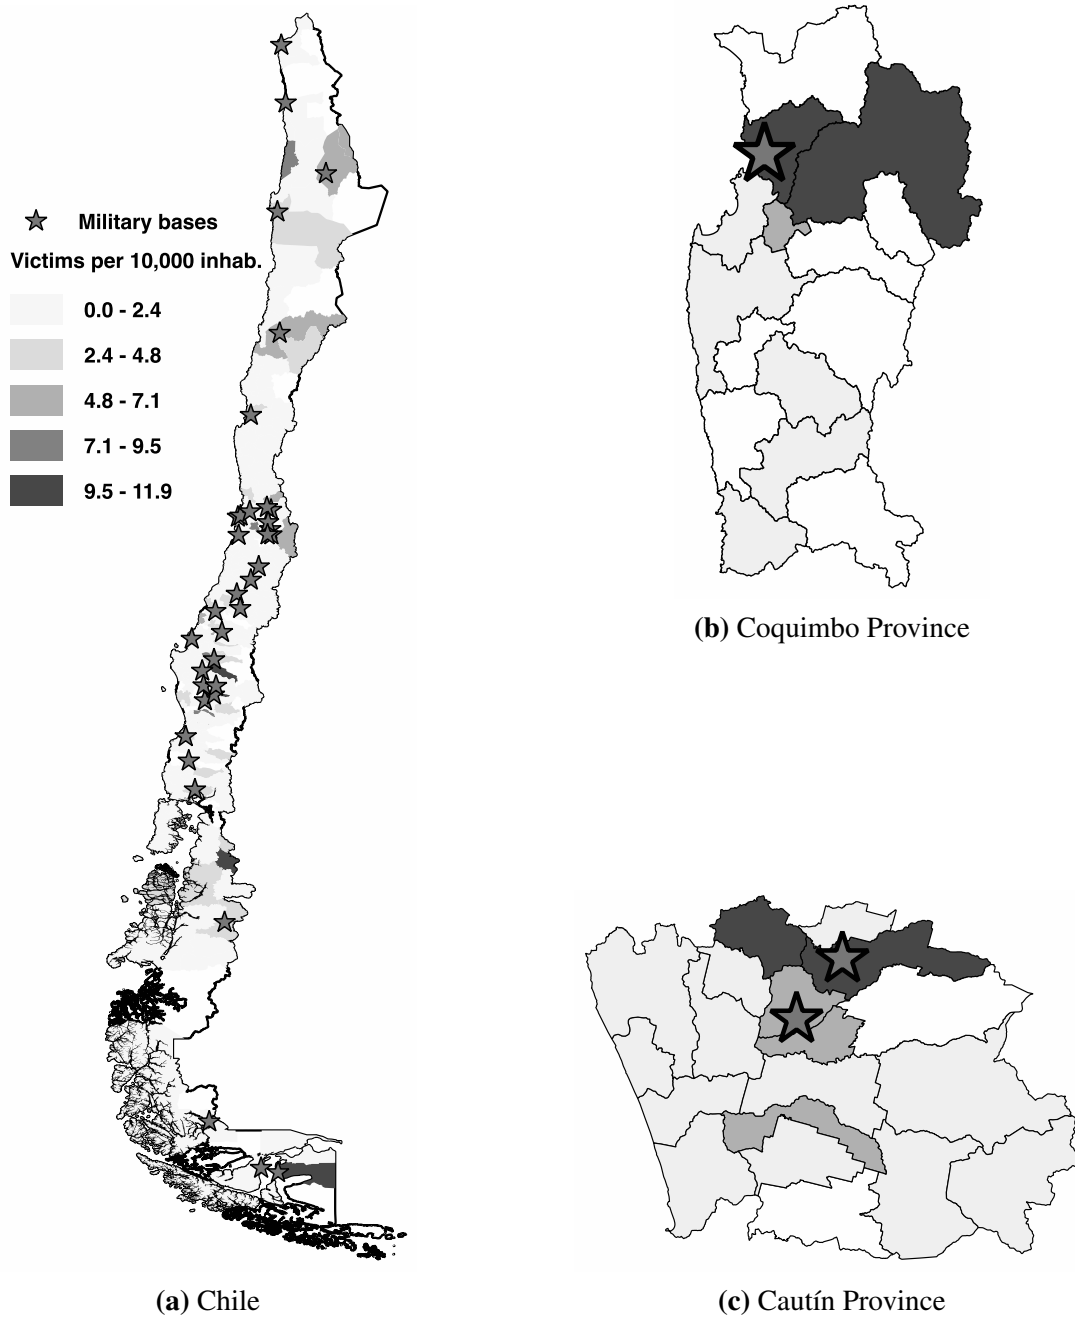 Military bases
Victims per 10,000 inhab.
0.0 - 2.4
2.4 - 4.8
4.8 - 7.1
7.1 - 9.5
9.5 - 11.9
(a) Chile
(b) Coquimbo Province
(c) Cautín Province